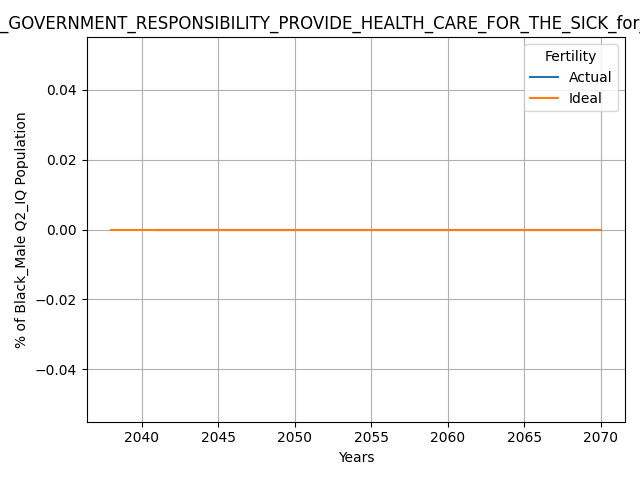 _GOVERNMENT_RESPONSIBILITY_PROVIDE_HEALTH_CARE_FOR_THE_SICK_for_
Fertility
Actual
Ideal
0.04
0.02
0.00
−0.02
−0.04
% of Black_Male Q2_IQ Population
2040 2045 2050 2055 2060 2065 2070
Years